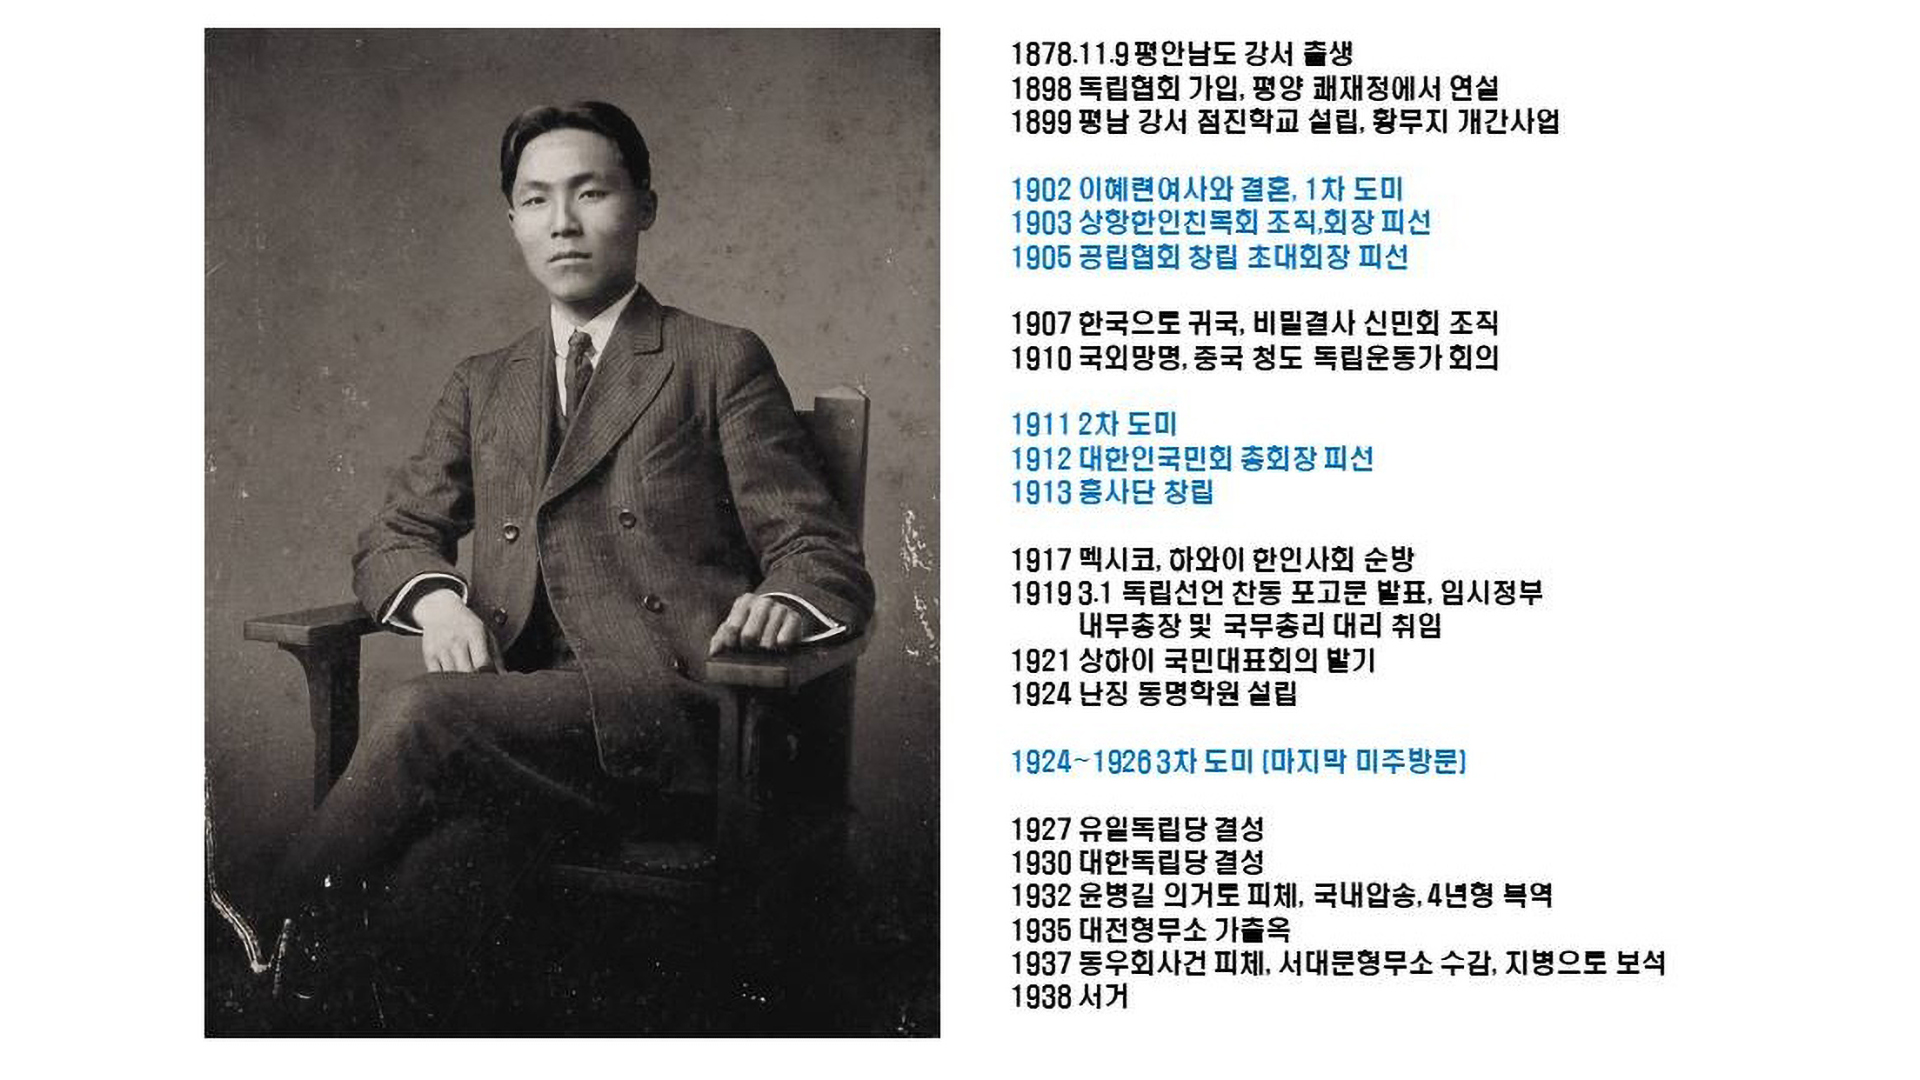 1878.11.9 평안남도 강서 출생
1898 독립협회 가입, 평양 쾌재정에서 연설
1899 평남 강서 점진학교 설립, 황무지 개간사업
1902 이혜련여사와 결혼, 1차 도미
1903 상항한인친목회 조직,회장 피선
1905 공립협회 창립 초대회장 피선
1907 한국으로 귀국, 비밀결사 신민회 조직
1910 국외망명, 중국 청도 독립운동가 회의
1911 2차 도미
1912 대한인국민회 총회장 피선
1913 흥사단 창립
1917 멕시코, 하와이 한인사회 순방
1919 3.1 독립선언 찬동 포고문 발표, 임시정부
내무총장 및 국무총리 대리 취임
1921 상하이 국민대표회의 발기
1924 난징 동명학원 설립
1924~1926 3차 도미 (마지막 미주방문)
1927 유일독립당 결성
1930 대한독립당 결성
1932 윤병길 의거로 피체, 국내압송, 4년형 복역
1935 대전형무소 가출옥
1937 동우회사건 피체, 서대문형무소 수감, 지병으로 보석
1938 서거